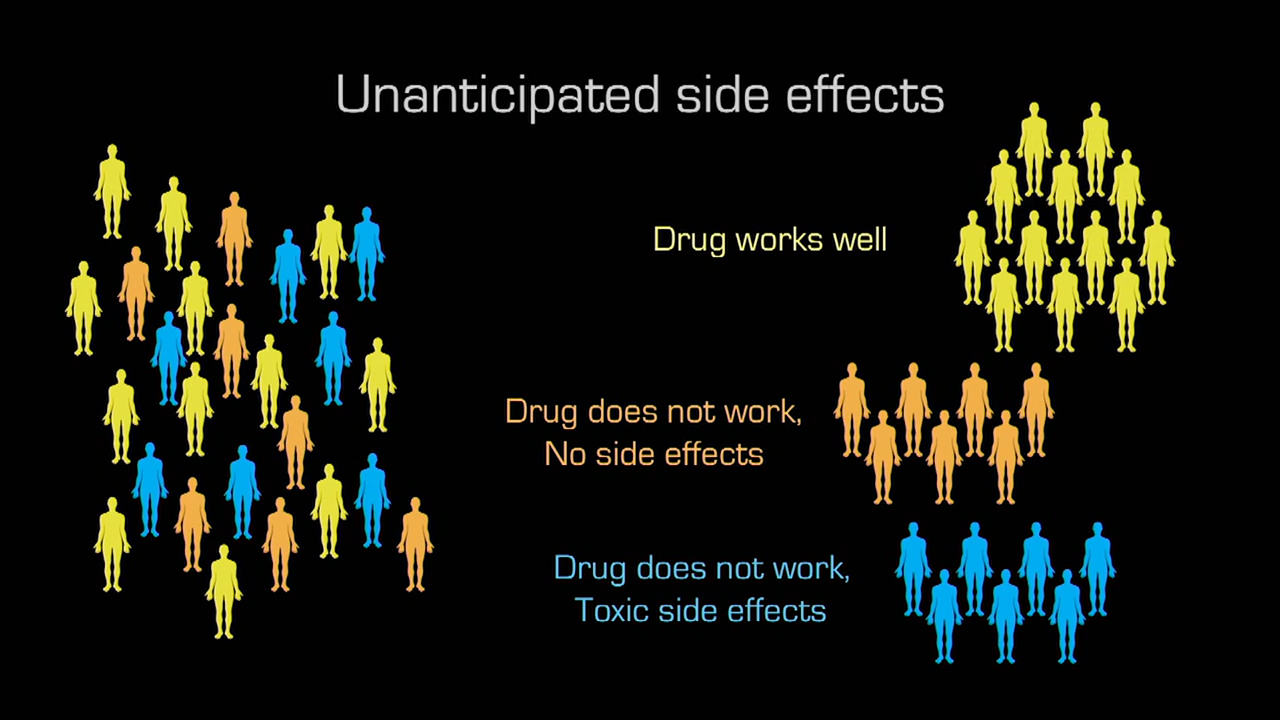 Unanticipated side effects
Drug works well
Drug does not work,
No side effects
Drug does not work,
Toxic side effects